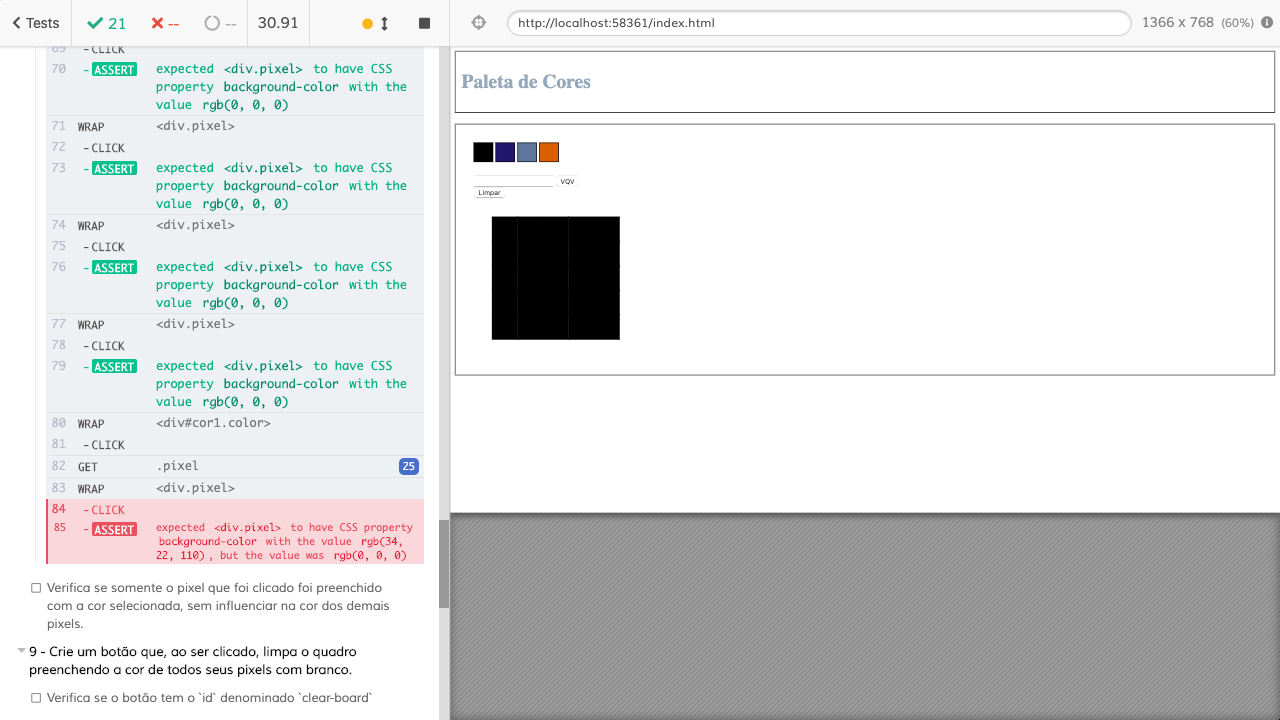 Tests
21
--
--
30.91
http://localhost:58361/index.html
1366 x 768 (60%)
69 -CLICK
70 -ASSERT expected <div.pixel> to have CSS
property background-color with the
value rgb(0, 0, 0)
71 WRAP <div.pixel>
72 -CLICK
73 -ASSERT expected <div.pixel> to have CSS
property background-color with the
value rgb(0, 0, 0)
74 WRAP <div.pixel>
75 -CLICK
76 -ASSERT expected <div.pixel> to have CSS
property background-color with the
value rgb(0, 0, 0)
77 WRAP <div.pixel>
78 -CLICK
79 -ASSERT expected <div.pixel> to have CSS
property background-color with the
value rgb(0, 0, 0)
80 WRAP <div#cor1.color>
81 -CLICK
82 GET .pixel 25
83 WRAP <div.pixel>
84 -CLICK
85 -ASSERT expected <div.pixel> to have CSS property
background-color with the value rgb(34,
22, 110), but the value was rgb(0, 0, 0)
Verifica se somente o pixel que foi clicado foi preenchido
com a cor selecionada, sem influenciar na cor dos demais
pixels.
9 - Crie um botão que, ao ser clicado, limpa o quadro
preenchendo a cor de todos seus pixels com branco.
Verifica se o botão tem o `id` denominado `clear-board`
Paleta de Cores
VQV
Limpar